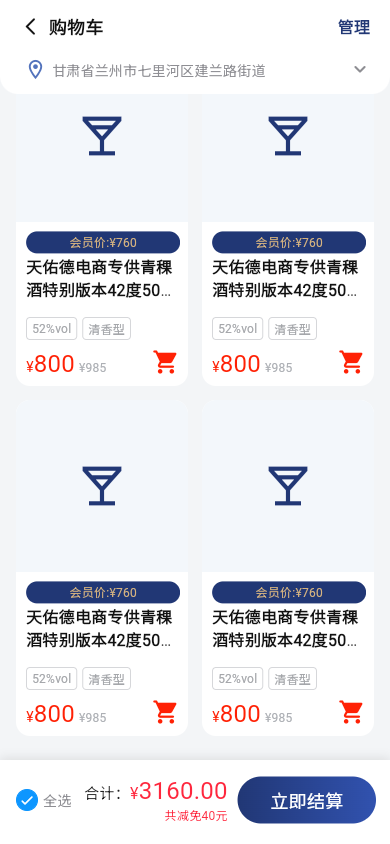 购物车
管理
甘肃省兰州市七里河区建兰路街道
会员价:¥760
会员价:¥760
天佑德电商专供青稞
酒特别版本42度50...
天佑德电商专供青稞
酒特别版本42度50...
52%vol 清香型
52%vol 清香型
¥800 ¥985
¥800 ¥985
会员价:¥760
会员价:¥760
天佑德电商专供青稞
酒特别版本42度50...
天佑德电商专供青稞
酒特别版本42度50...
52%vol 清香型
52%vol 清香型
¥800 ¥985
¥800 ¥985
全选
合计：¥3160.00
共减免40元
立即结算